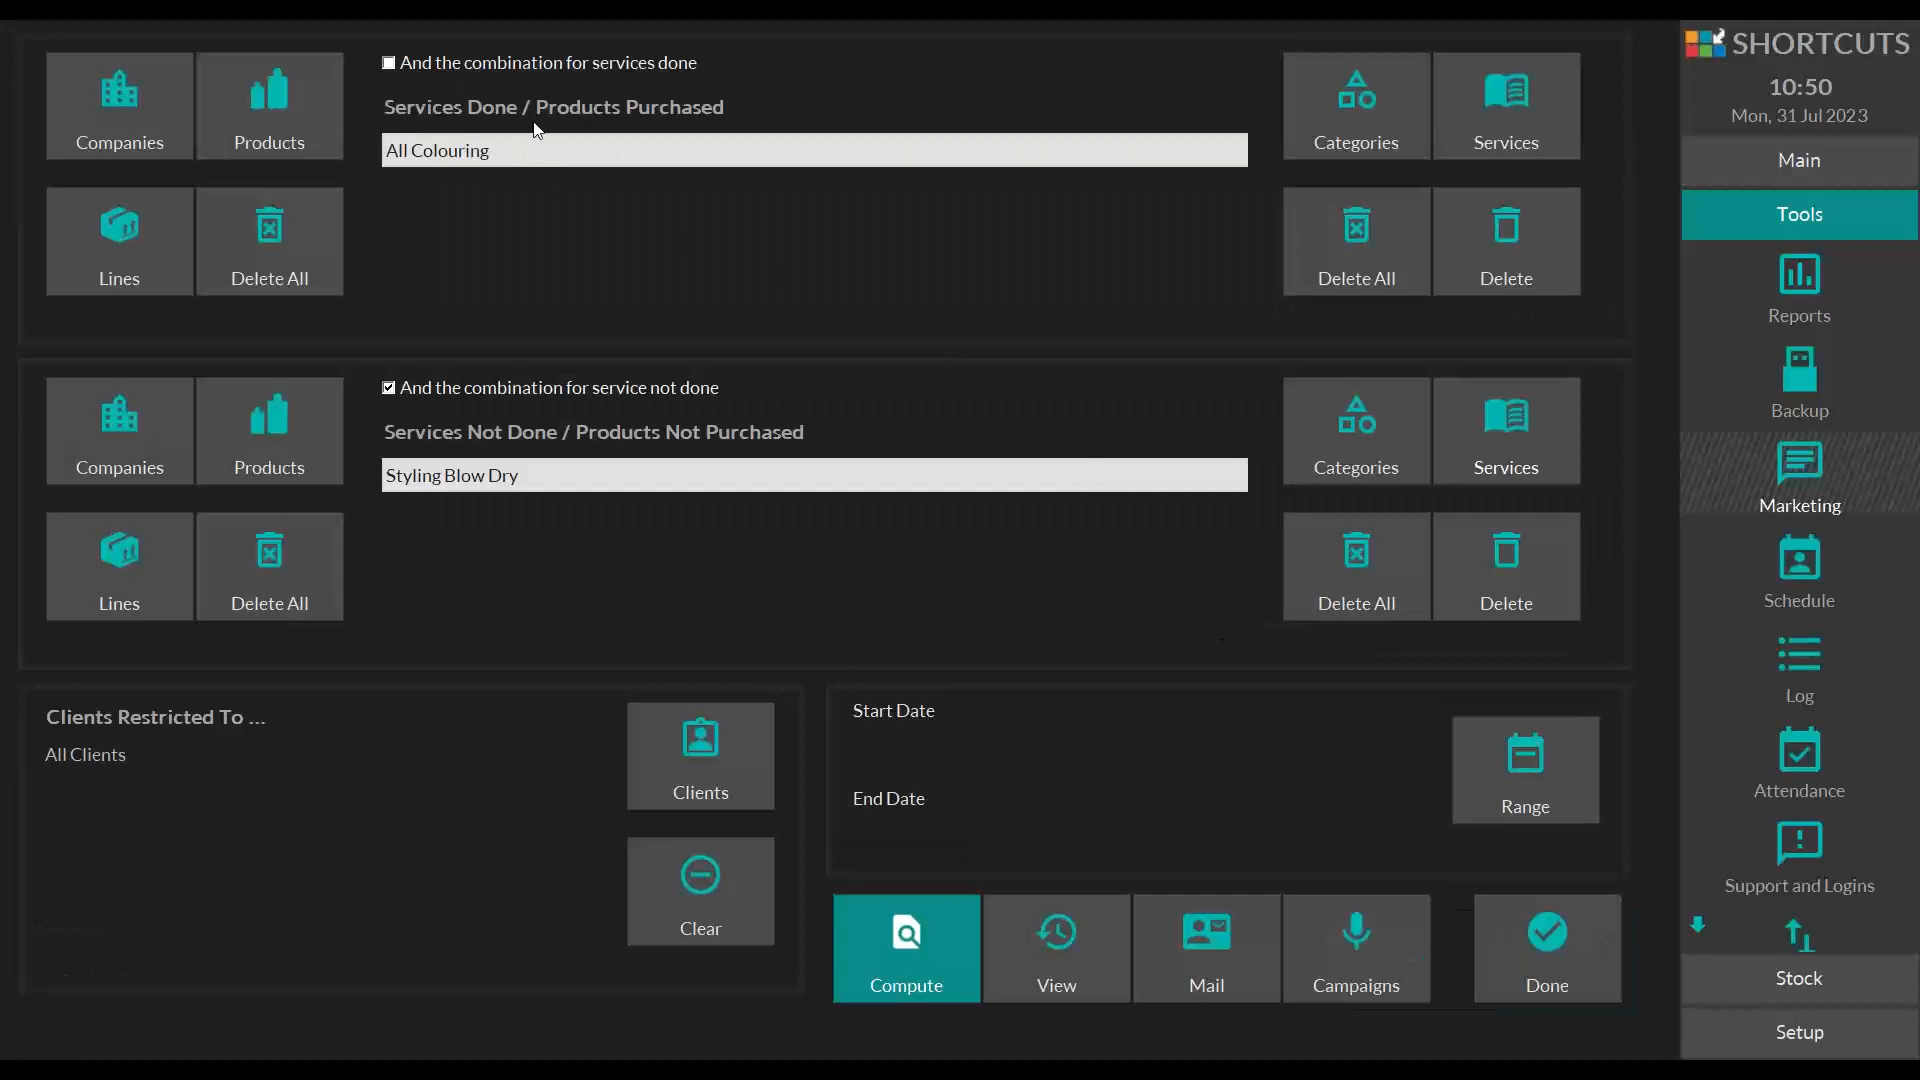 And the combination for services done
Services Done / Products Purchased
All Colouring
Companies
Products
Lines
Delete All
Categories
Services
Delete All
Delete
And the combination for service not done
Services Not Done / Products Not Purchased
Styling Blow Dry
Companies
Products
Lines
Delete All
Categories
Services
Delete All
Delete
Clients Restricted To ...
All Clients
Clients
Clear
Start Date
End Date
Range
Compute
View
Mail
Campaigns
Done
SHORTCUTS
10:50
Mon, 31 Jul 2023
Main
Tools
Reports
Backup
Marketing
Schedule
Log
Attendance
Support and Logins
Stock
Setup